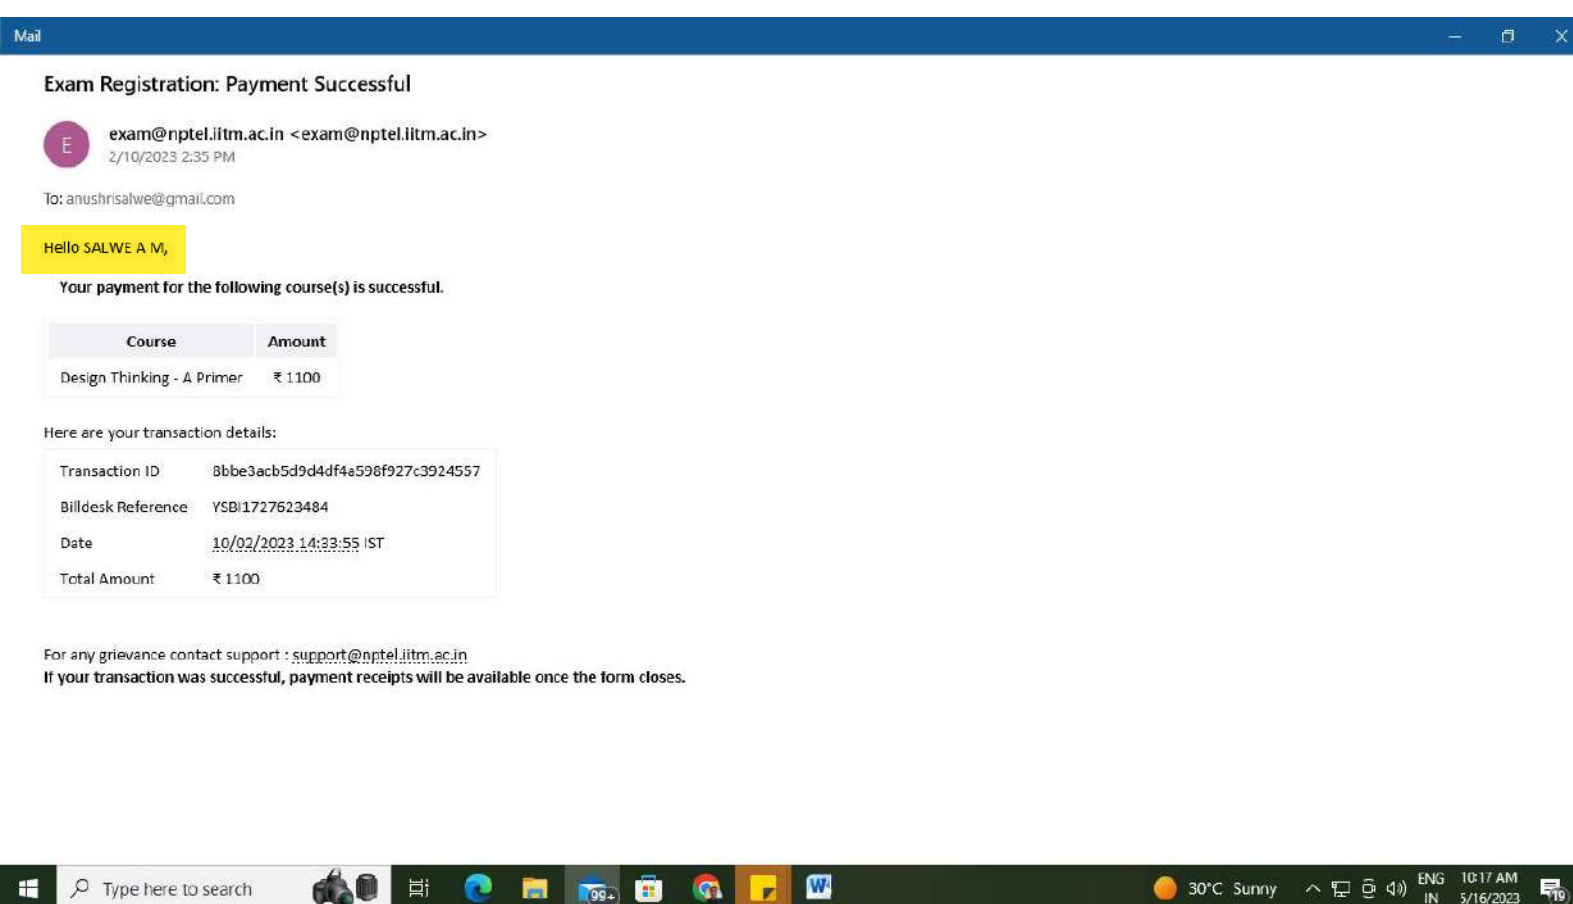 Mail
Exam Registration: Payment Successful
E
exam@nptel.iitm.ac.in <exam@nptel.iitm.ac.in>
2/10/2023 2:35 PM
To: anushrisalwe@gmail.com
Hello SALWE A M,
Your payment for the following course(s) is successful.
Course Amount
Design Thinking - A Primer ₹ 1100
Here are your transaction details:
Transaction ID 8bbe3acb5d9d4df4a598f927c3924557
Billdesk Reference YSBI1727623484
Date 10/02/2023 14:33:55 IST
Total Amount ₹ 1100
For any grievance contact support : support@nptel.iitm.ac.in
If your transaction was successful, payment receipts will be available once the form closes.
Type here to search
99+
W
30°C Sunny
ENG
IN
10:17 AM
5/16/2023
19